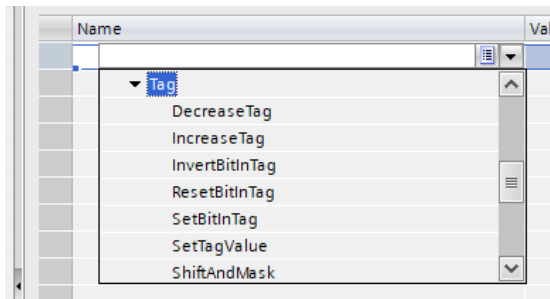 Name Val
Tag
DecreaseTag
IncreaseTag
InvertBitInTag
ResetBitInTag
SetBitInTag
SetTagValue
ShiftAndMask